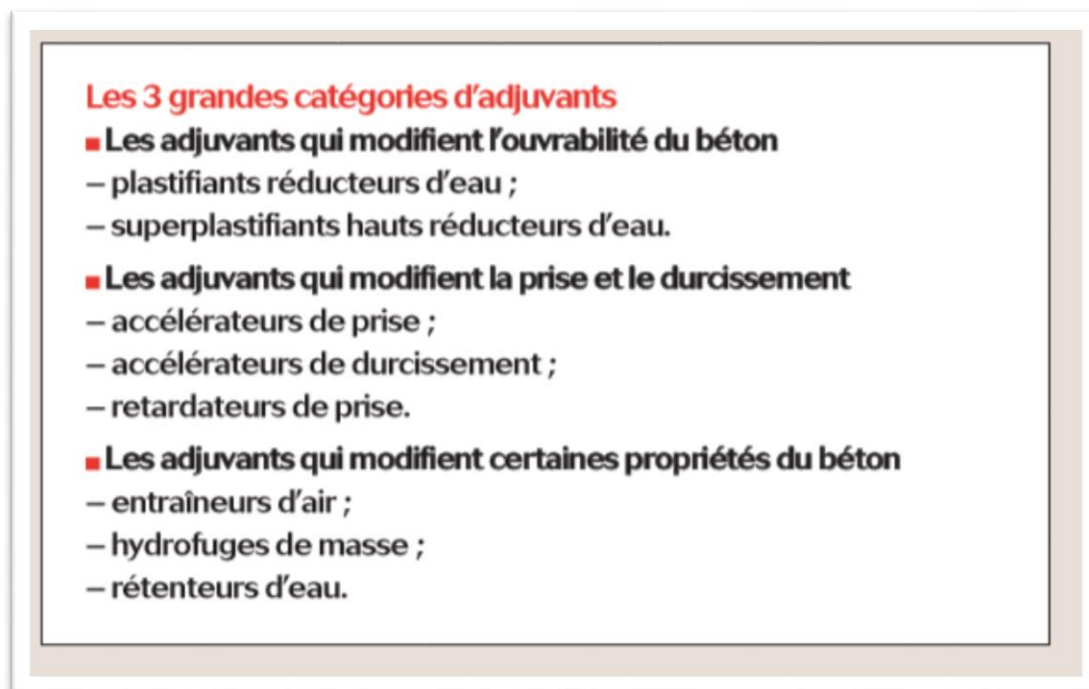 Les 3 grandes catégories d'adjuvants
■ Les adjuvants qui modifient l'ouvrabilité du béton
– plastifiants réducteurs d'eau ;
– superplastifiants hauts réducteurs d'eau.
■ Les adjuvants qui modifient la prise et le durcissement
– accélérateurs de prise ;
– accélérateurs de durcissement ;
– retardateurs de prise.
■ Les adjuvants qui modifient certaines propriétés du béton
– entraîneurs d'air ;
– hydrofuges de masse ;
– rétenteurs d'eau.